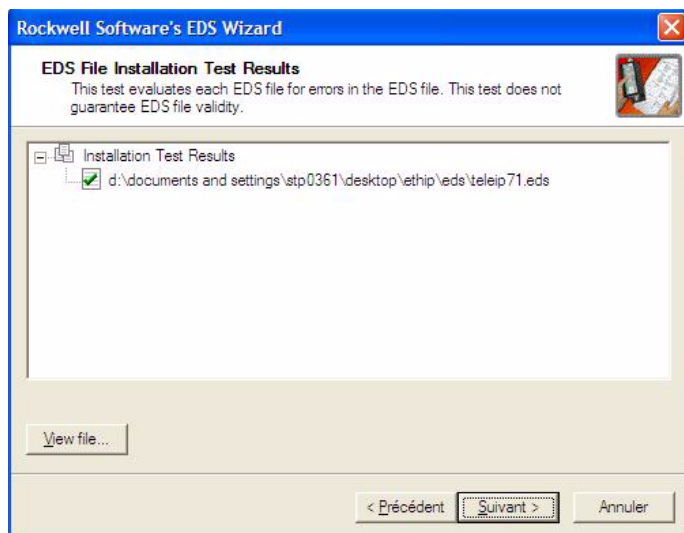 Rockwell Software's EDS Wizard
EDS File Installation Test Results
This test evaluates each EDS file for errors in the EDS file. This test does not
guarantee EDS file validity.
Installation Test Results
d:\documents and settings\stp0361\desktop\ethip\eds\teleip71.eds
View file...
< Précédent
Suivant >
Annuler